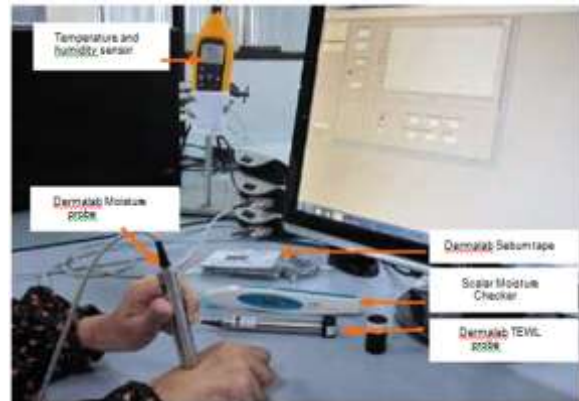 Temperature and
humidity sensor
Dermalab Moisture
probe
Dermalab Sebum tape
Scalar Moisture
Checker
Dermalab TEWL
probe